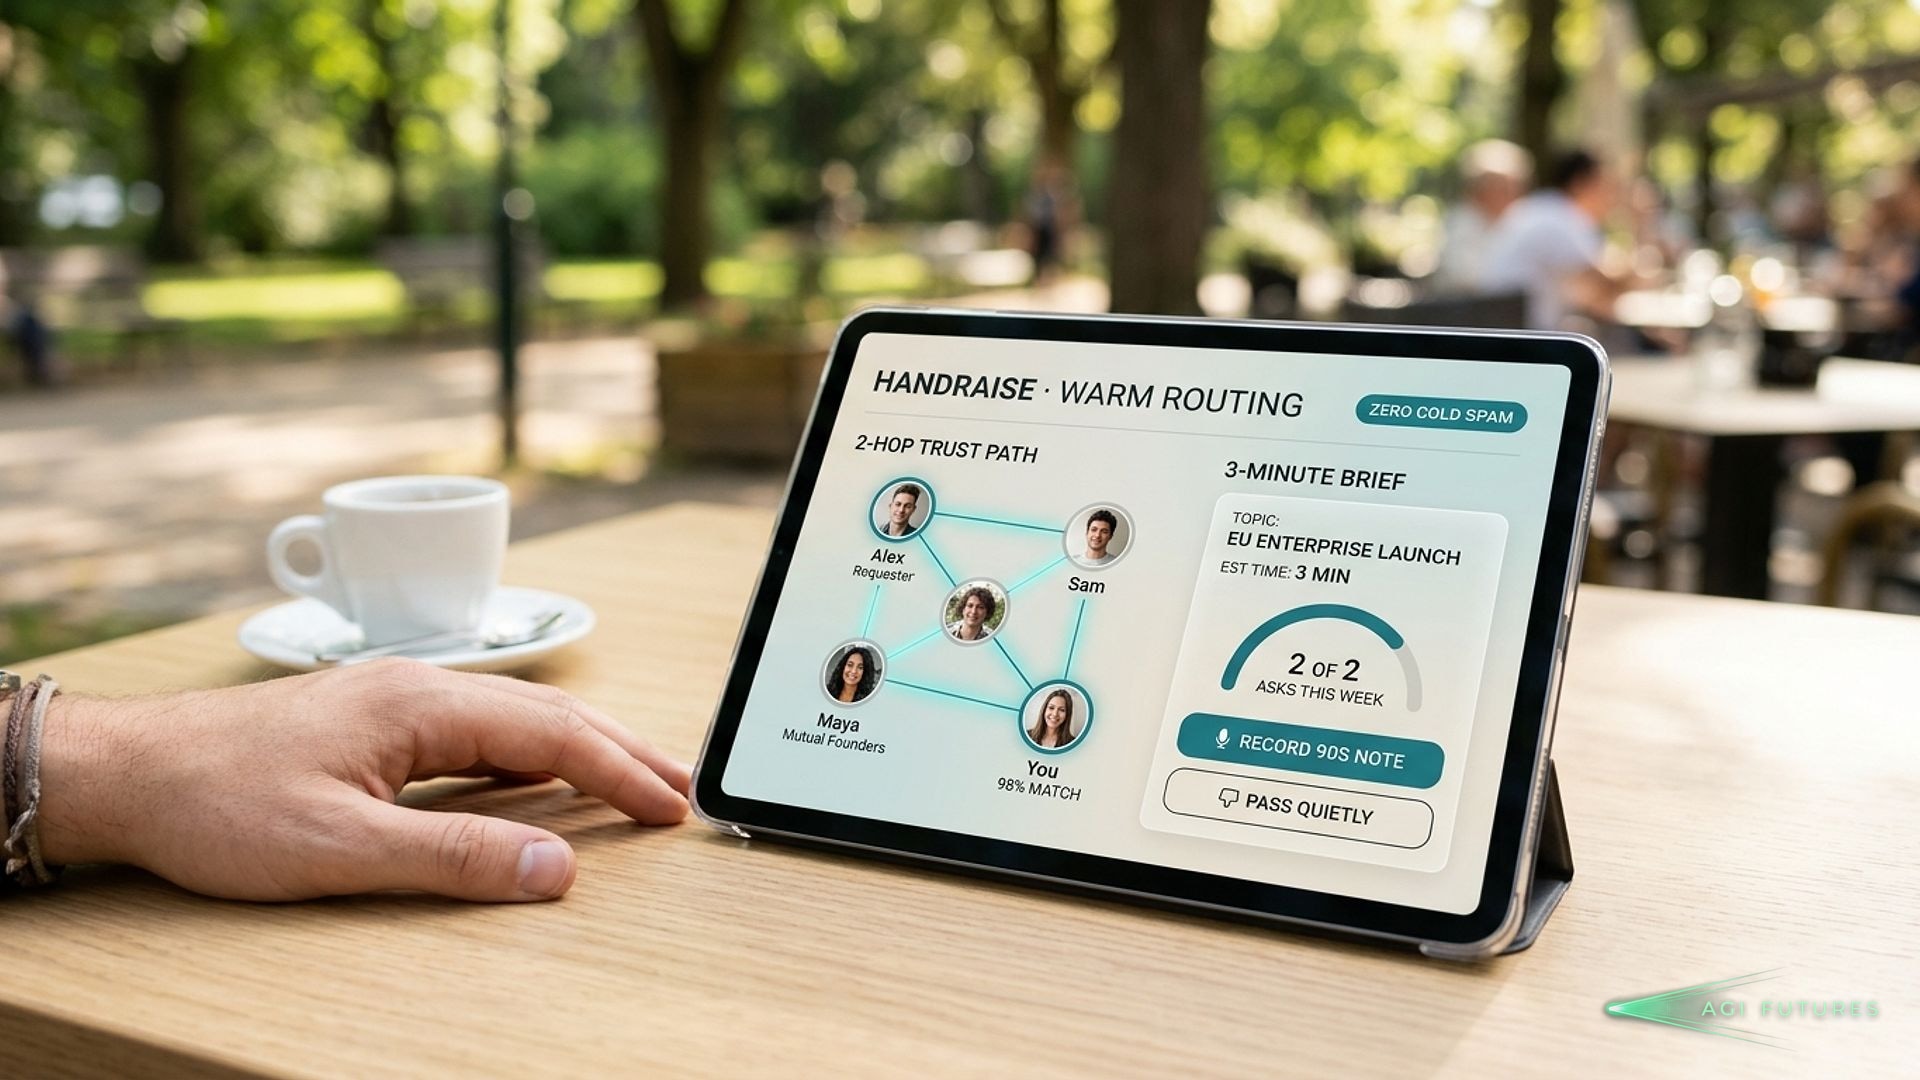 HANDRAISE · WARM ROUTING
ZERO COLD SPAM
2-HOP TRUST PATH
Alex
Requester
Sam
Maya
Mutual Founders
You
98% MATCH
3-MINUTE BRIEF
TOPIC:
EU ENTERPRISE LAUNCH
EST TIME: 3 MIN
2 OF 2
ASKS THIS WEEK
RECORD 90S NOTE
PASS QUIETLY
AGI FUTURES